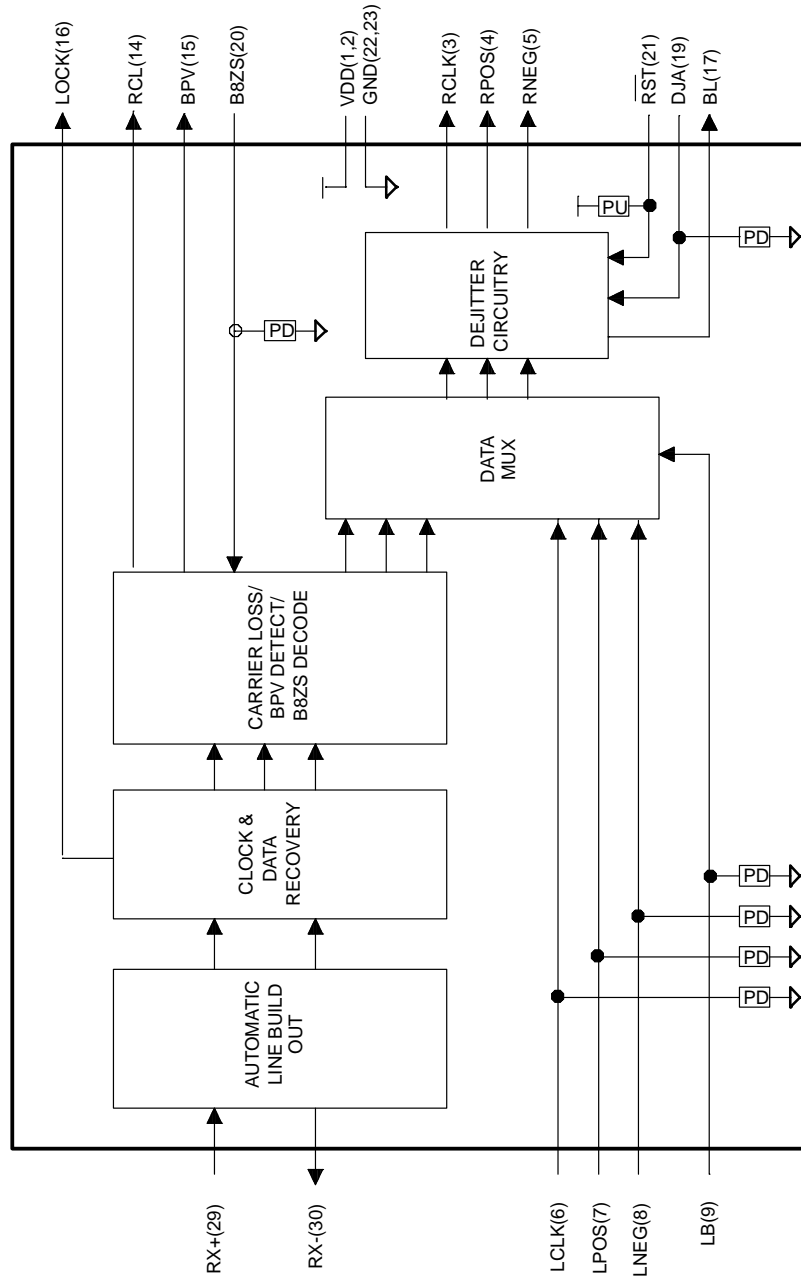 LOCK(16)
RCL(14)
BPV(15)
B8ZS(20)
VDD(1,2)
GND(22,23)
RCLK(3)
RPOS(4)
RNEG(5)
RST(21)
DJA(19)
BL(17)
PU
PD
PD
DEJITTER
CIRCUITRY
DATA
MUX
CARRIER LOSS/
BPV DETECT/
B8ZS DECODE
CLOCK &
DATA
RECOVERY
AUTOMATIC
LINE BUILD
OUT
PD
PD
PD
PD
RX+(29)
RX-(30)
LCLK(6)
LPOS(7)
LNEG(8)
LB(9)